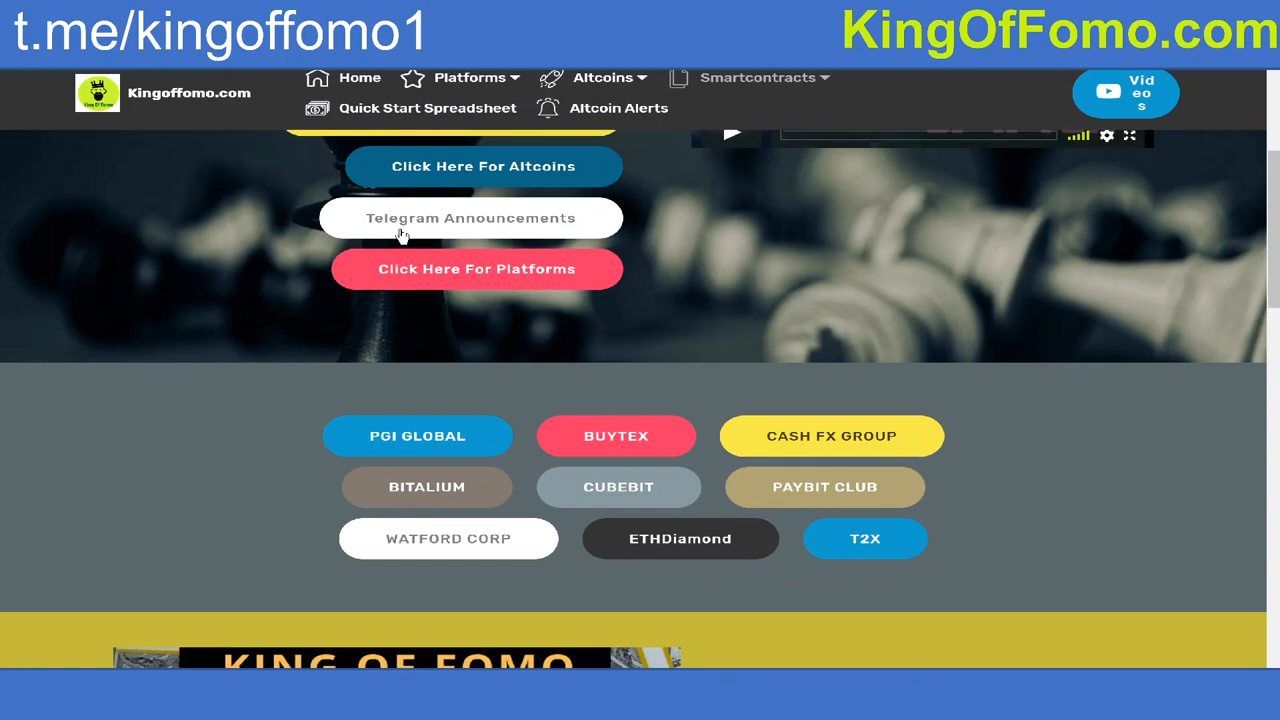 t.me/kingoffomo1
KingOfFomo.com
Kingoffomo.com
Home
Platforms
Altcoins
Smartcontracts
Quick Start Spreadsheet
Altcoin Alerts
Vid
eo
s
Click Here For Altcoins
Telegram Announcements
Click Here For Platforms
PGI GLOBAL
BUYTEX
CASH FX GROUP
BITALIUM
CUBEBIT
PAYBIT CLUB
WATFORD CORP
ETHDiamond
T2X
KING OF FOMO